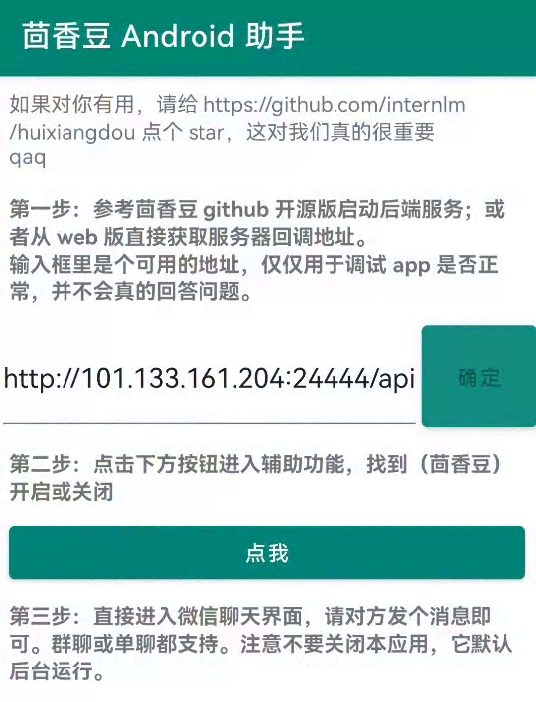 茴香豆 Android 助手
如果对你有用，请给 https://github.com/internlm
/huixiangdou 点个 star，这对我们真的很重要
qaq
第一步：参考茴香豆 github 开源版启动后端服务；或
者从 web 版直接获取服务器回调地址。
输入框里是个可用的地址，仅仅用于调试 app 是否正
常，并不会真的回答问题。
http://101.133.161.204:24444/api
确定
第二步：点击下方按钮进入辅助功能，找到（茴香豆）
开启或关闭
点我
第三步：直接进入微信聊天界面，请对方发个消息即
可。群聊或单聊都支持。注意不要关闭本应用，它默认
后台运行。